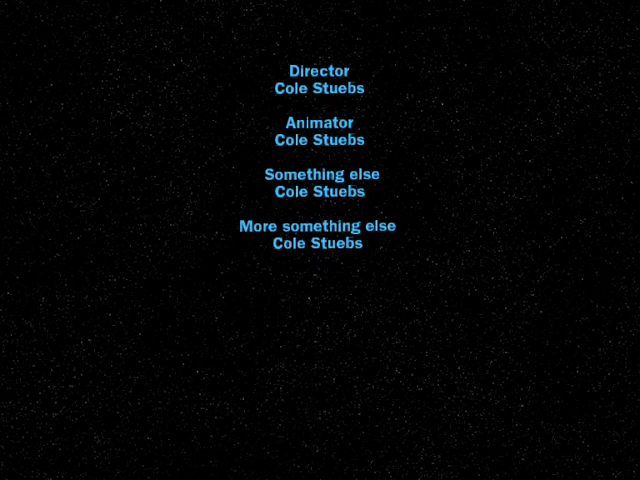 Director
Cole Stuebs
Animator
Cole Stuebs
Something else
Cole Stuebs
More something else
Cole Stuebs